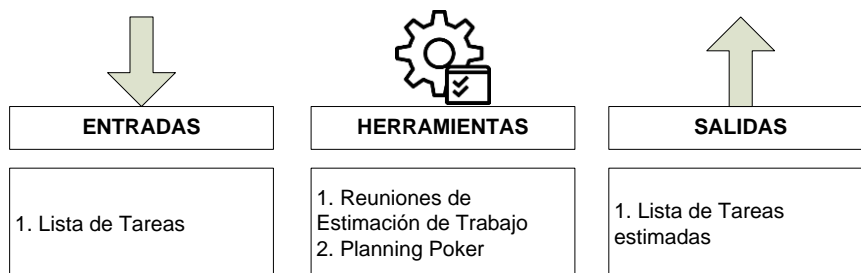 ENTRADAS
HERRAMIENTAS
SALIDAS
1. Lista de Tareas
1. Reuniones de
Estimación de Trabajo
2. Planning Poker
1. Lista de Tareas
estimadas